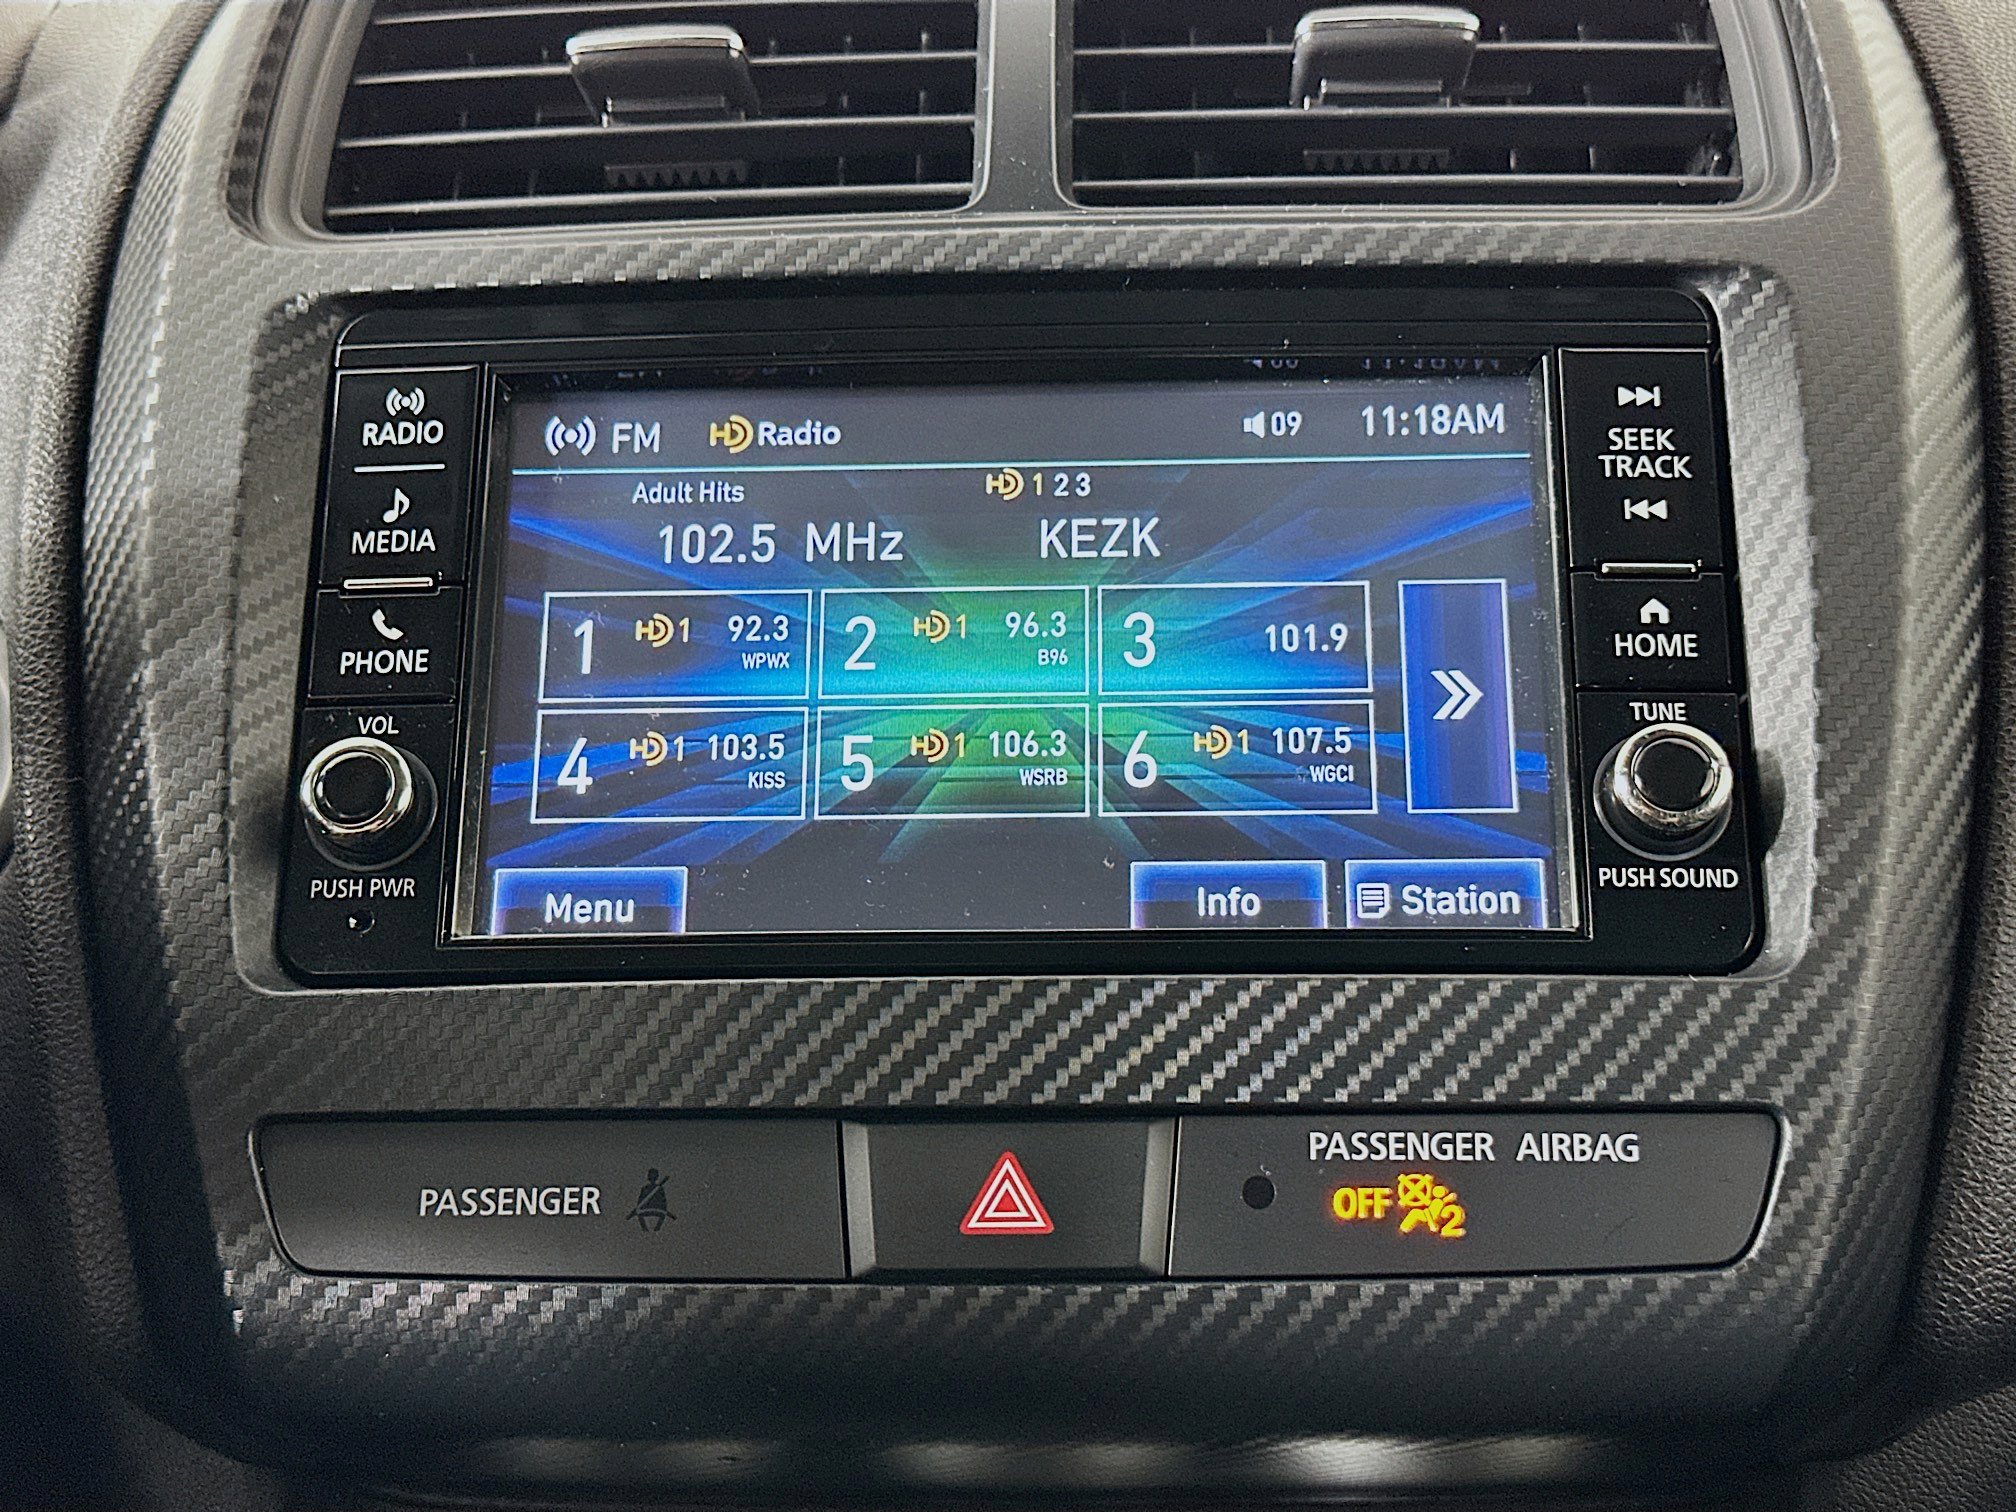 RADIO
MEDIA
PHONE
VOL
PUSH PWR
FM HD Radio 09 11:18AM
Adult Hits HD 1 2 3
102.5 MHz KEZK
1 HD 1 92.3
WPWX
2 HD 1 96.3
B96
3 101.9
4 HD 1 103.5
KISS
5 HD 1 106.3
WSRB
6 HD 1 107.5
WGCI
Menu Info Station
SEEK
TRACK
HOME
TUNE
PUSH SOUND
PASSENGER
PASSENGER AIRBAG
OFF 2